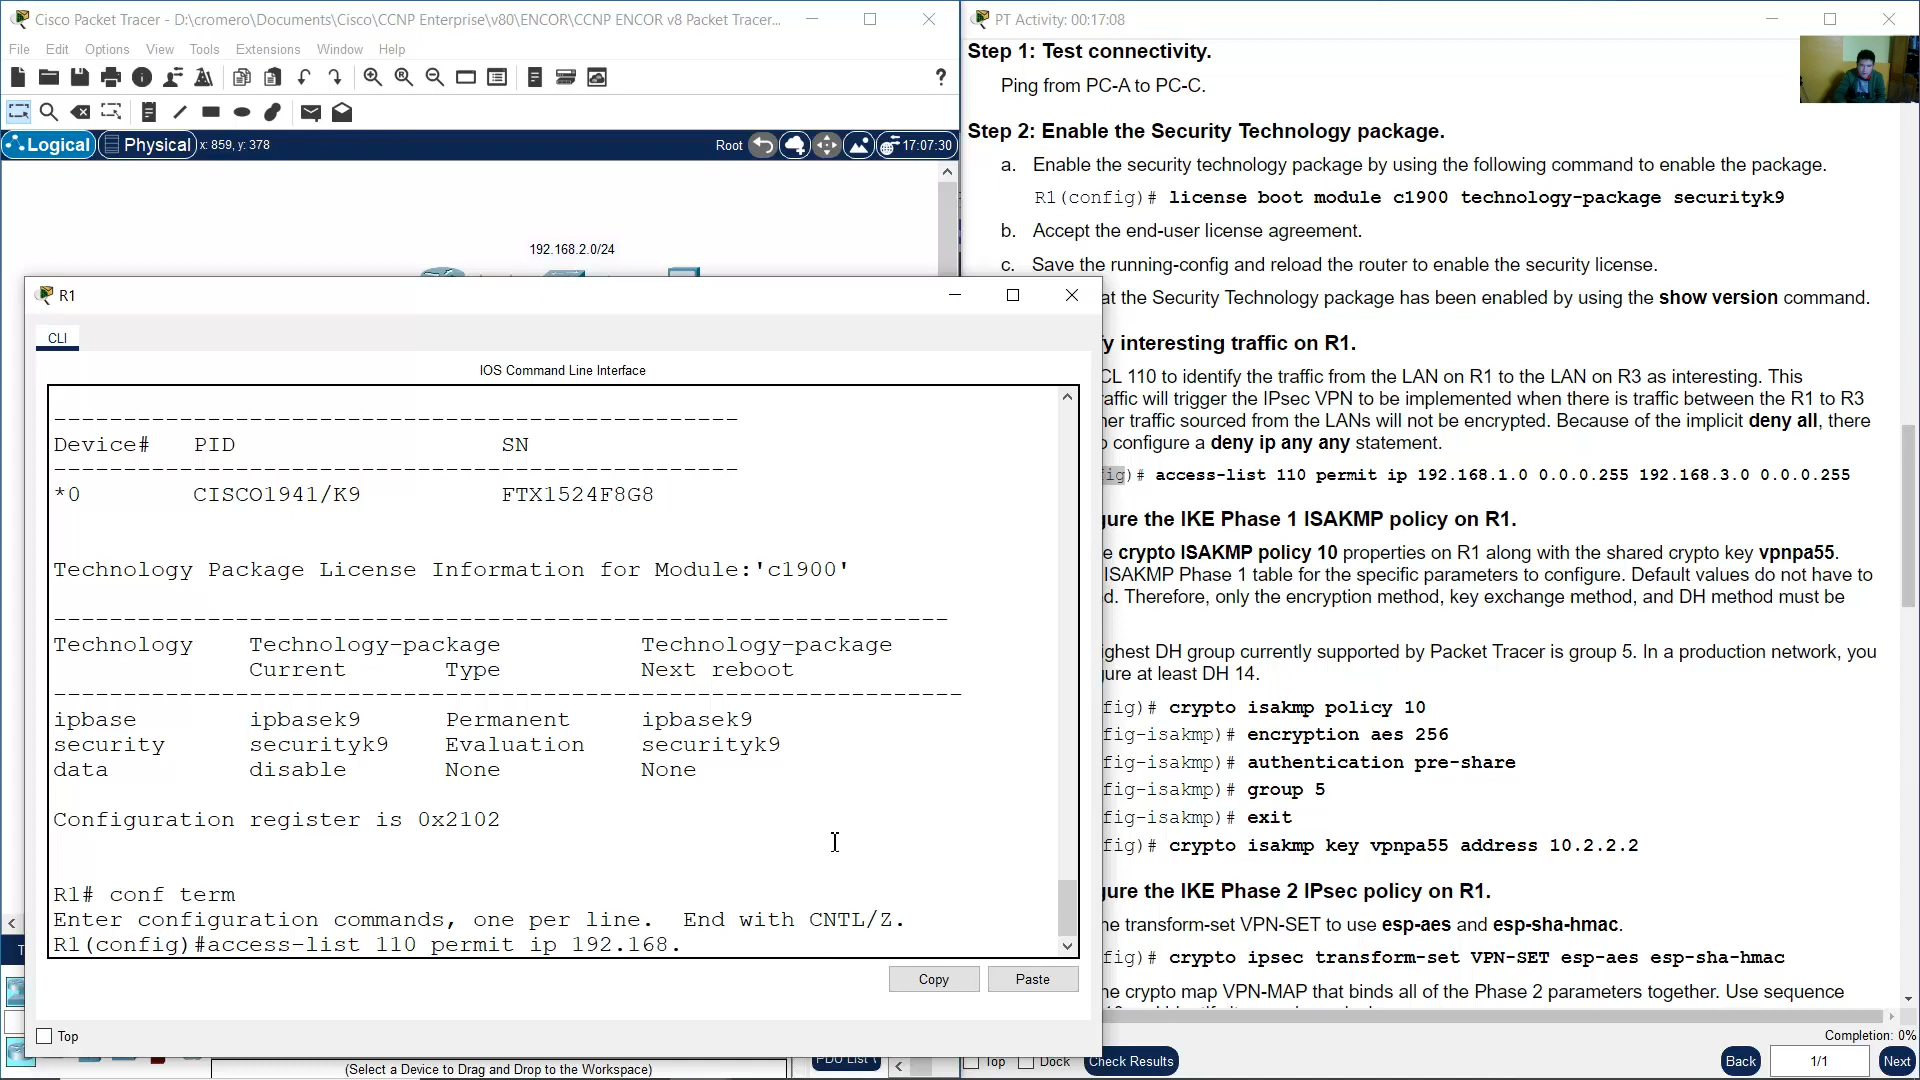 Cisco Packet Tracer - D:\cromero\Documents\Cisco\CCNP Enterprise\v80\ENCOR\CCNP ENCOR v8 Packet Tracer...
File Edit Options View Tools Extensions Window Help
Logical Physical x: 859, y: 378
Root 17:07:30
192.168.2.0/24
R1
CLI
IOS Command Line Interface
--------------------------------------------------
Device# PID SN
--------------------------------------------------
*0 CISCO1941/K9 FTX1524F8G8
Technology Package License Information for Module:'c1900'
----------------------------------------------------------------
Technology Technology-package Technology-package
Current Type Next reboot
-----------------------------------------------------------------
ipbase ipbasek9 Permanent ipbasek9
security securityk9 Evaluation securityk9
data disable None None
Configuration register is 0x2102
R1# conf term
Enter configuration commands, one per line. End with CNTL/Z.
R1(config)#access-list 110 permit ip 192.168.
Copy Paste
Top
(Select a Device to Drag and Drop to the Workspace)
PT Activity: 00:17:08
Step 1: Test connectivity.
Ping from PC-A to PC-C.
Step 2: Enable the Security Technology package.
a. Enable the security technology package by using the following command to enable the package.
R1(config)# license boot module c1900 technology-package securityk9
b. Accept the end-user license agreement.
c. Save the running-config and reload the router to enable the security license.
at the Security Technology package has been enabled by using the show version command.
y interesting traffic on R1.
CL 110 to identify the traffic from the LAN on R1 to the LAN on R3 as interesting. This
affic will trigger the IPsec VPN to be implemented when there is traffic between the R1 to R3
er traffic sourced from the LANs will not be encrypted. Because of the implicit deny all, there
configure a deny ip any any statement.
ig)# access-list 110 permit ip 192.168.1.0 0.0.0.255 192.168.3.0 0.0.0.255
ure the IKE Phase 1 ISAKMP policy on R1.
e crypto ISAKMP policy 10 properties on R1 along with the shared crypto key vpnpa55.
ISAKMP Phase 1 table for the specific parameters to configure. Default values do not have to
d. Therefore, only the encryption method, key exchange method, and DH method must be
ighest DH group currently supported by Packet Tracer is group 5. In a production network, you
ure at least DH 14.
fig)# crypto isakmp policy 10
fig-isakmp)# encryption aes 256
fig-isakmp)# authentication pre-share
fig-isakmp)# group 5
fig-isakmp)# exit
fig)# crypto isakmp key vpnpa55 address 10.2.2.2
ure the IKE Phase 2 IPsec policy on R1.
e transform-set VPN-SET to use esp-aes and esp-sha-hmac.
fig)# crypto ipsec transform-set VPN-SET esp-aes esp-sha-hmac
e crypto map VPN-MAP that binds all of the Phase 2 parameters together. Use sequence
Completion: 0%
Top Dock Check Results Back 1/1 Next